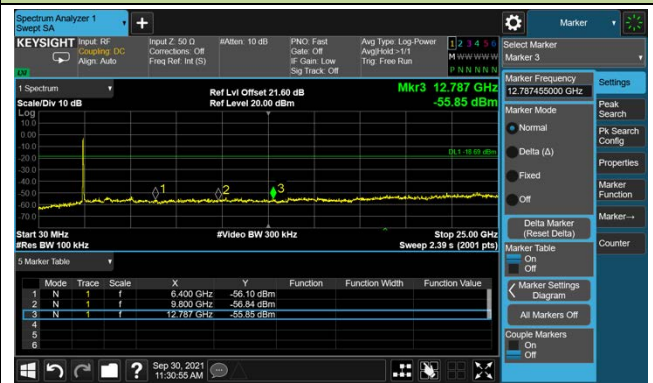 Spectrum Analyzer 1
Swept SA
Marker
KEYSIGHT
Input: RF
Coupling: DC
Align: Auto
Input Z: 50 Ω
Corrections: Off
Freq Ref: Int (S)
#Atten: 10 dB
PNO: Fast
Gate: Off
IF Gain: Low
Sig Track: Off
Avg Type: Log-Power
Avg|Hold:>1/1
Trig: Free Run
1 2 3 4 5 6
M W W W W W
P N N N N N
LXI
Select Marker
Marker 3
1 Spectrum
Scale/Div 10 dB
Ref Lvl Offset 21.60 dB
Ref Level 20.00 dBm
Mkr3 12.787 GHz
-55.85 dBm
Log
10.0
0.00
-10.0
-20.0
-30.0
-40.0
-50.0
-60.0
-70.0
DL1 -18.69 dBm
1
2
3
Start 30 MHz
#Res BW 100 kHz
#Video BW 300 kHz
Stop 25.00 GHz
Sweep 2.39 s (2001 pts)
5 Marker Table
Mode Trace Scale X Y Function Function Width Function Value
1 N 1 f 6.400 GHz -56.10 dBm
2 N 1 f 9.800 GHz -56.84 dBm
3 N 1 f 12.787 GHz -55.85 dBm
4
5
6
Marker Frequency
12.787455000 GHz
Marker Mode
Normal
Delta (Δ)
Fixed
Off
Delta Marker
(Reset Delta)
Marker Table
On
Off
Marker Settings
Diagram
All Markers Off
Couple Markers
On
Off
Settings
Peak
Search
Pk Search
Config
Properties
Marker
Function
Marker→
Counter
?
Sep 30, 2021
11:30:55 AM